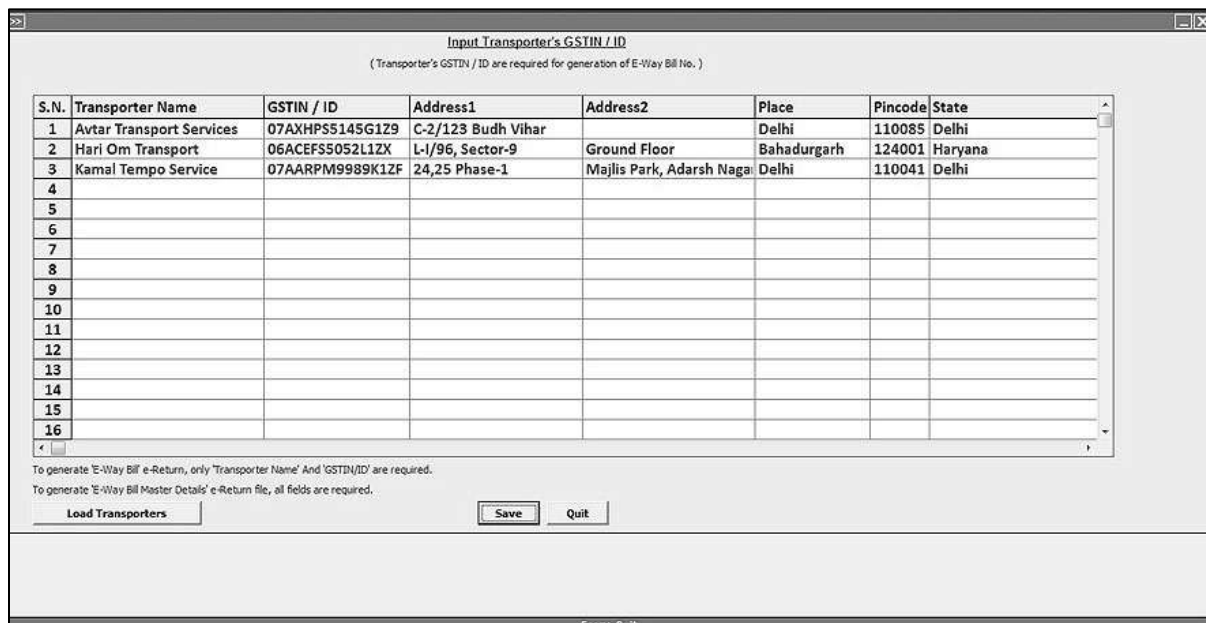 >>
Input Transporter's GSTIN / ID
( Transporter's GSTIN / ID are required for generation of E-Way Bill No. )
S.N. Transporter Name GSTIN / ID Address1 Address2 Place Pincode State
1 Avtar Transport Services 07AXHPS5145G1Z9 C-2/123 Budh Vihar Delhi 110085 Delhi
2 Hari Om Transport 06ACEFS5052L1ZX L-I/96, Sector-9 Ground Floor Bahadurgarh 124001 Haryana
3 Kamal Tempo Service 07AARPM9989K1ZF 24,25 Phase-1 Majlis Park, Adarsh Nagar Delhi 110041 Delhi
4
5
6
7
8
9
10
11
12
13
14
15
16
To generate 'E-Way Bill' e-Return, only 'Transporter Name' And 'GSTIN/ID' are required.
To generate 'E-Way Bill Master Details' e-Return file, all fields are required.
Load Transporters Save Quit